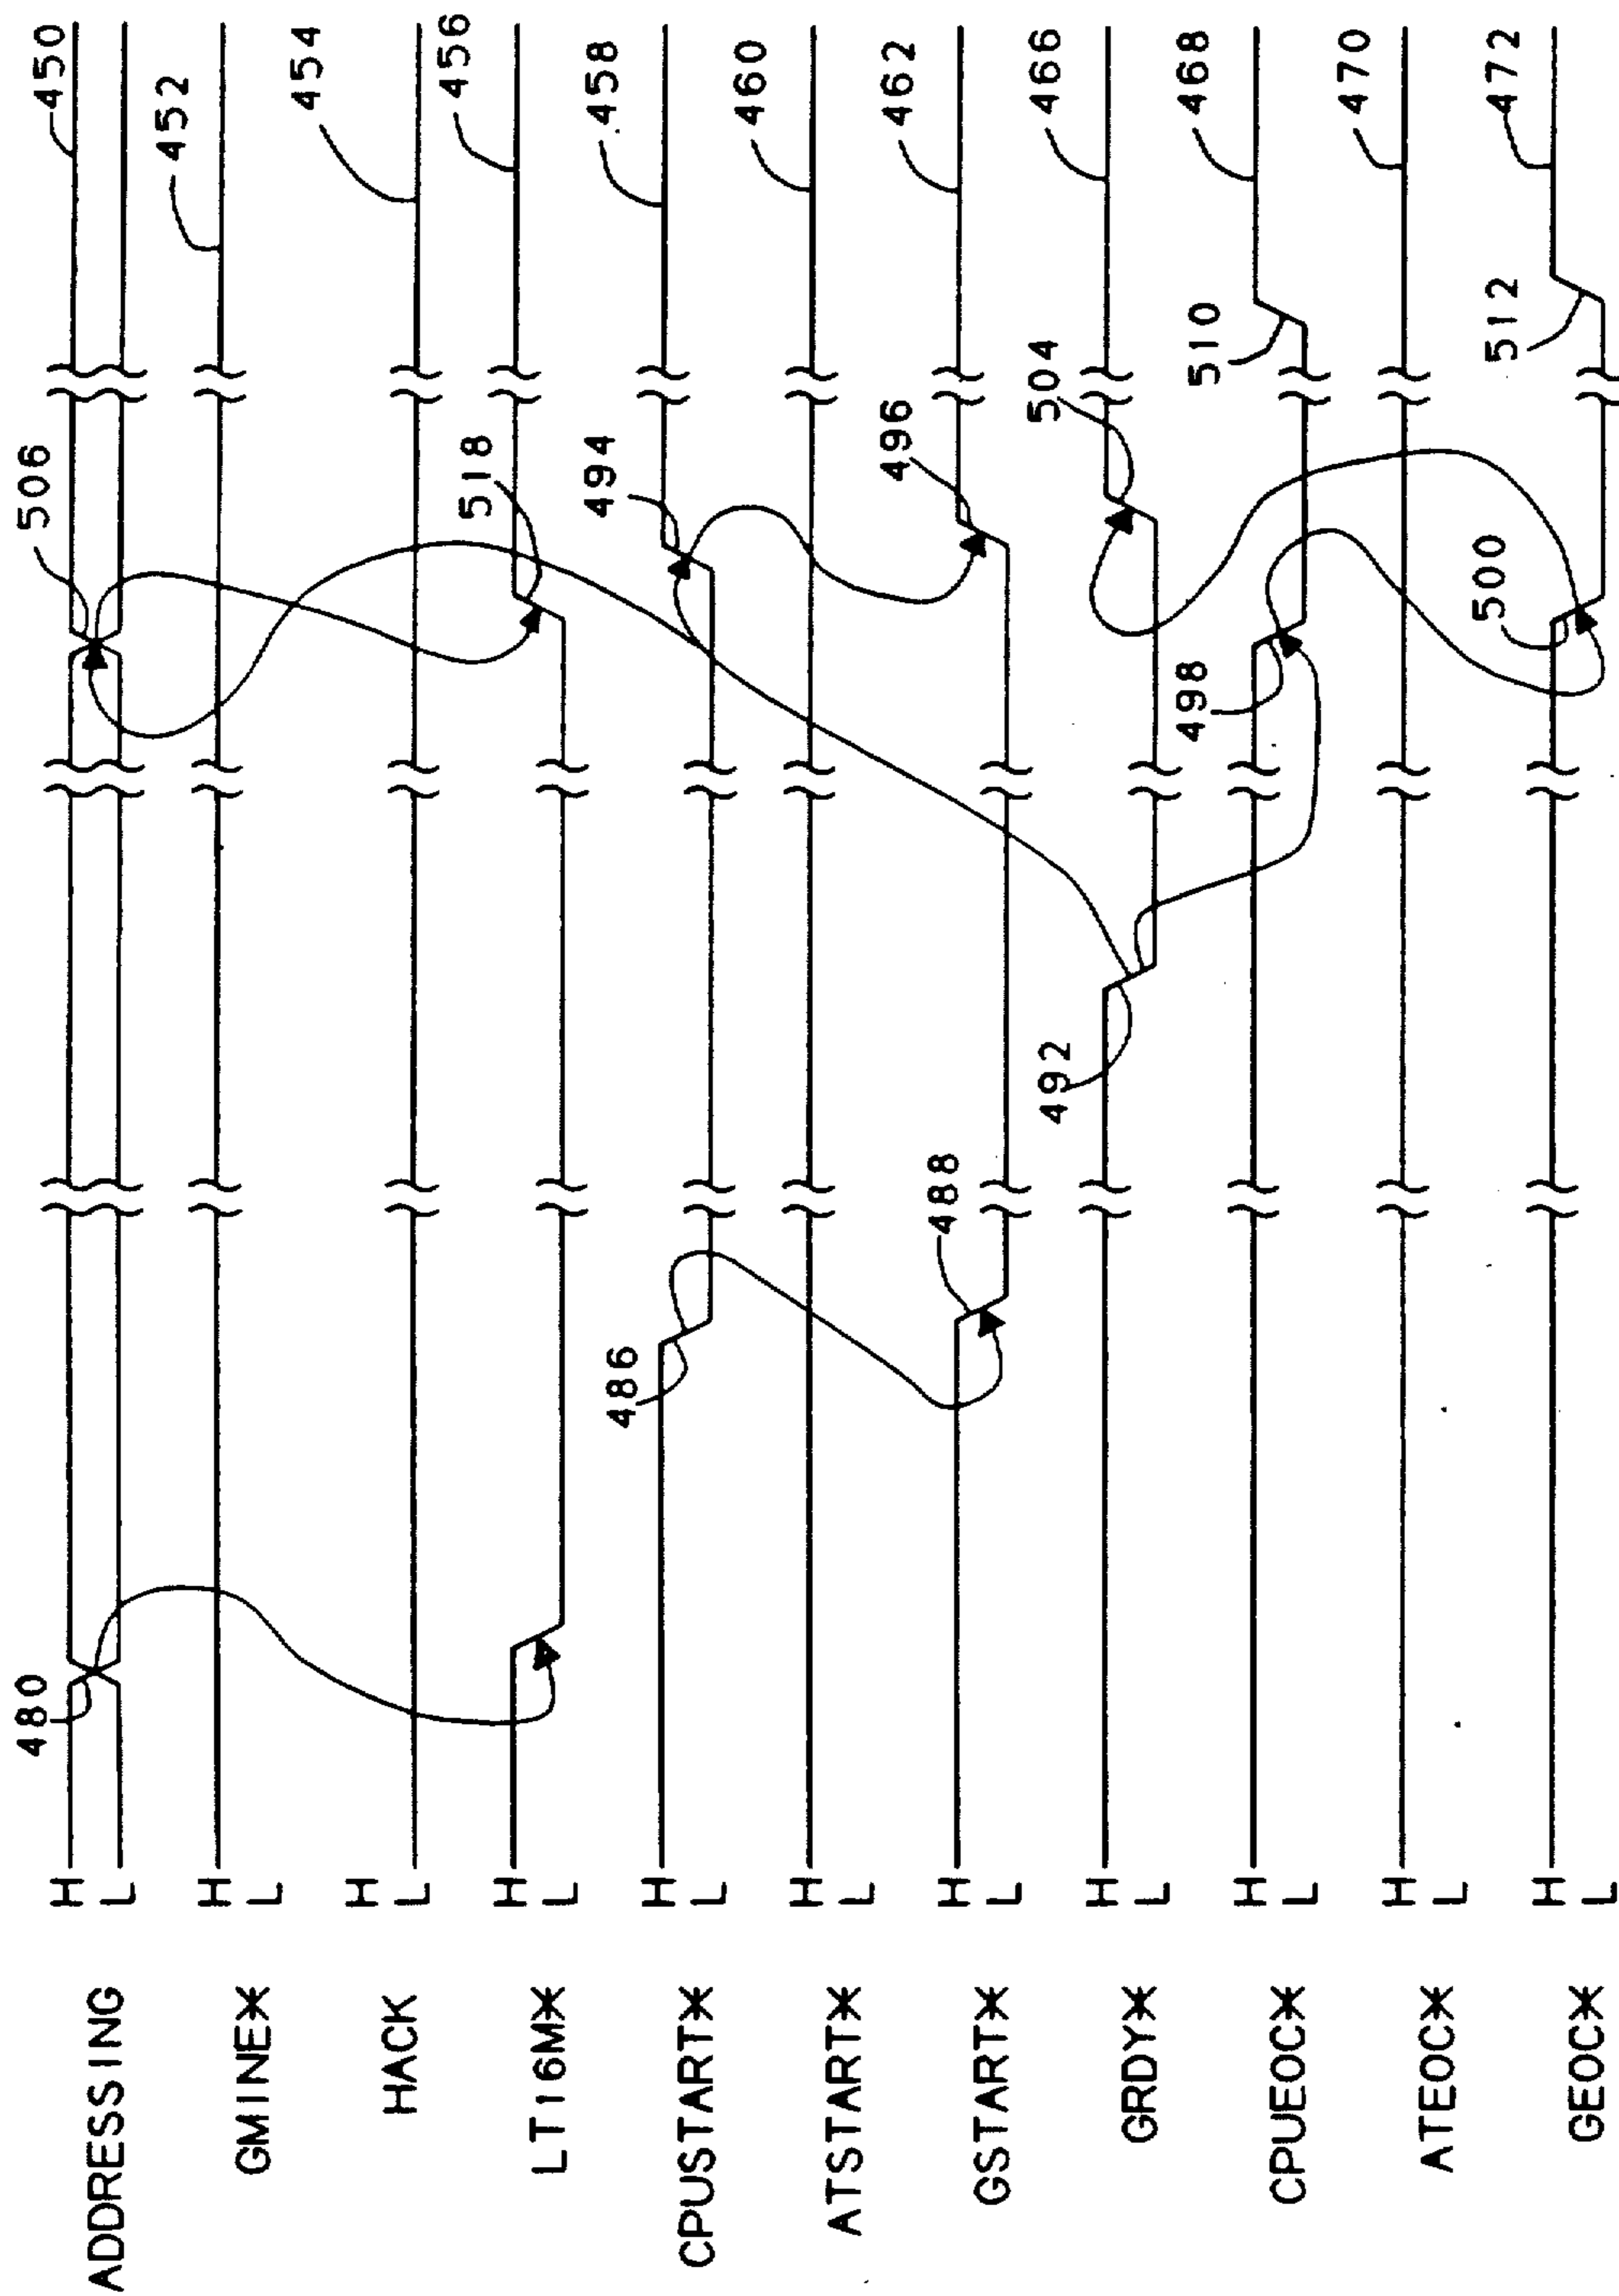 ADDRESSING H L 480 506 450
GMINE* H L 452
HACK H L 454
LT16M* H L 518 456
CPUSTART* H L 486 494 458
ATSTART* H L 460
GSTART* H L 488 496 462
GRDY* H L 492 504 466
CPUEOC* H L 498 510 468
ATEOC* H L 470
GEOC* H L 500 512 472